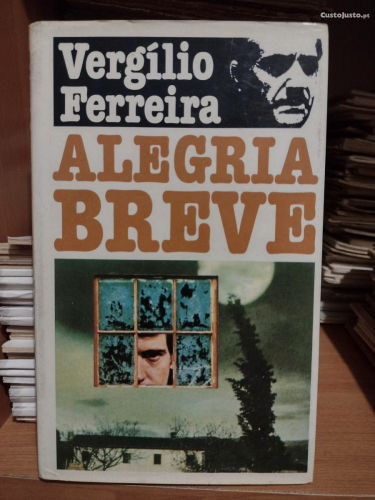 CustoJusto.pt
Vergílio
Ferreira
ALEGRIA
BREVE